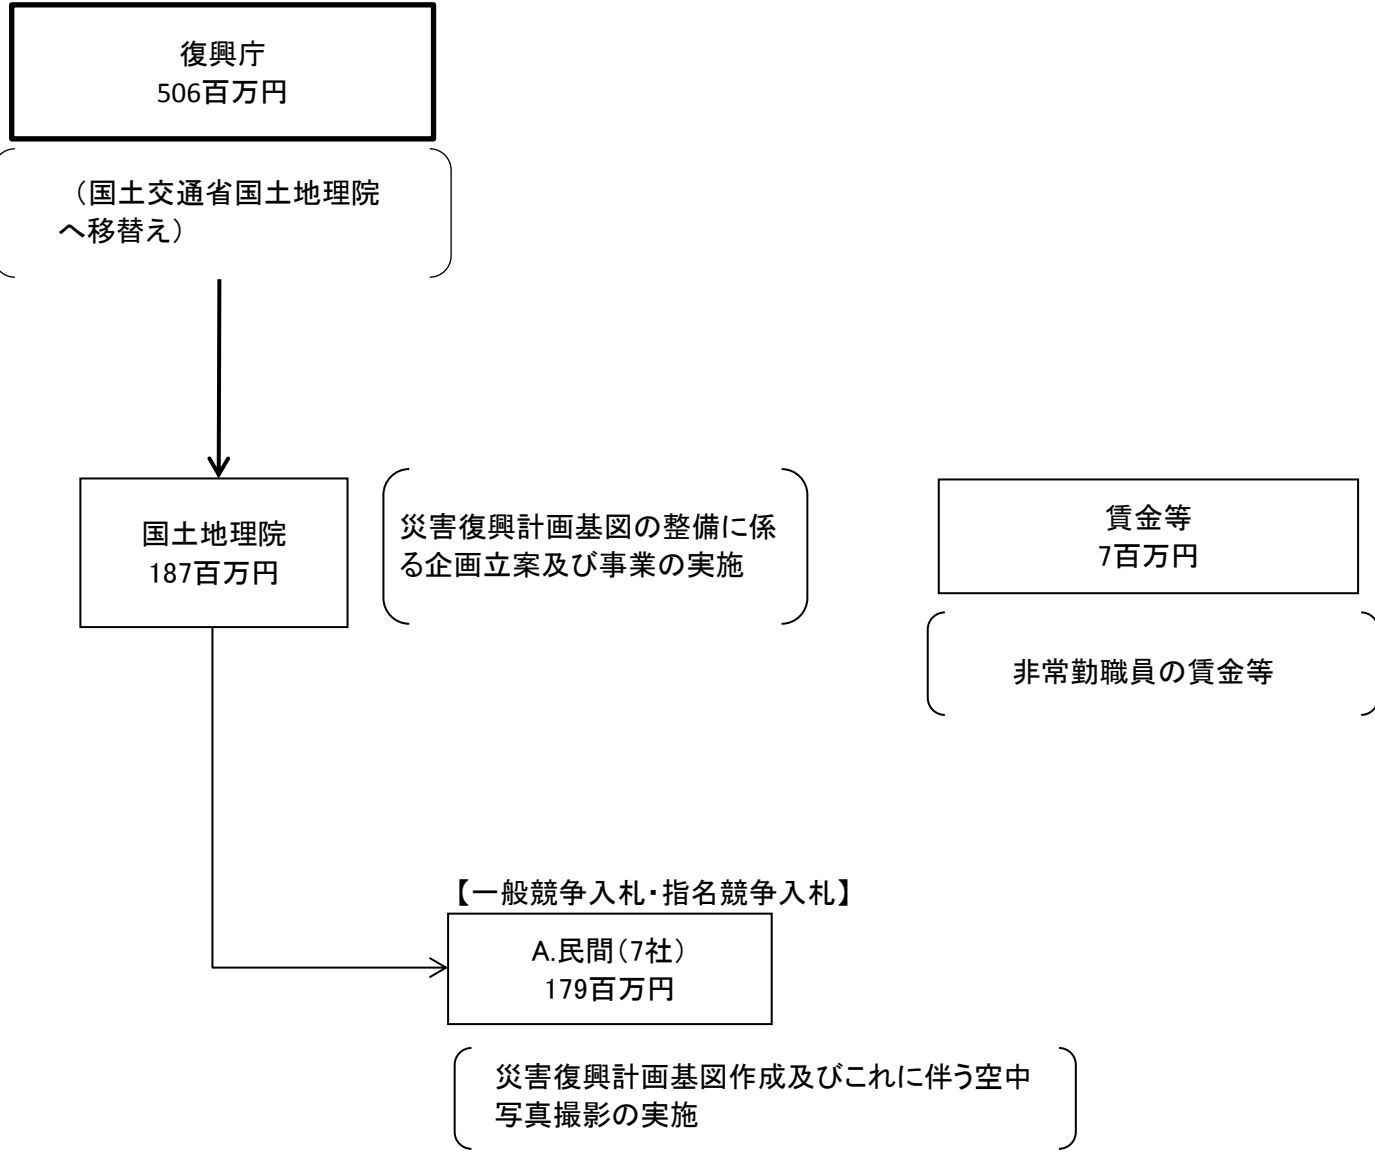 復興庁
506百万円
（国土交通省国土地理院
へ移替え）
国土地理院
187百万円
災害復興計画基図の整備に係
る企画立案及び事業の実施
賃金等
7百万円
非常勤職員の賃金等
【一般競争入札・指名競争入札】
A.民間（7社）
179百万円
災害復興計画基図作成及びこれに伴う空中
写真撮影の実施